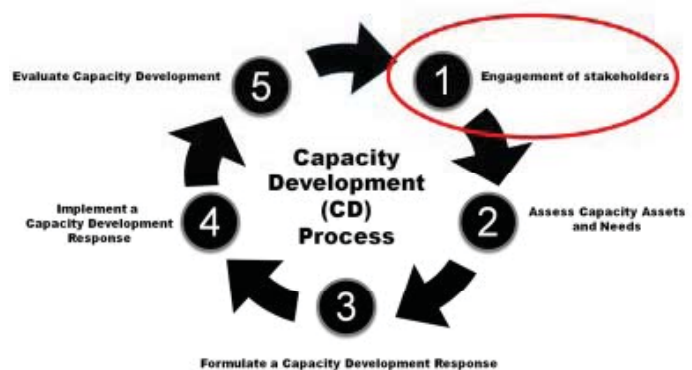 Capacity
Development
(CD)
Process
1
Engagement of stakeholders
2
Assess Capacity Assets
and Needs
3
Formulate a Capacity Development Response
4
Implement a
Capacity Development
Response
5
Evaluate Capacity Development